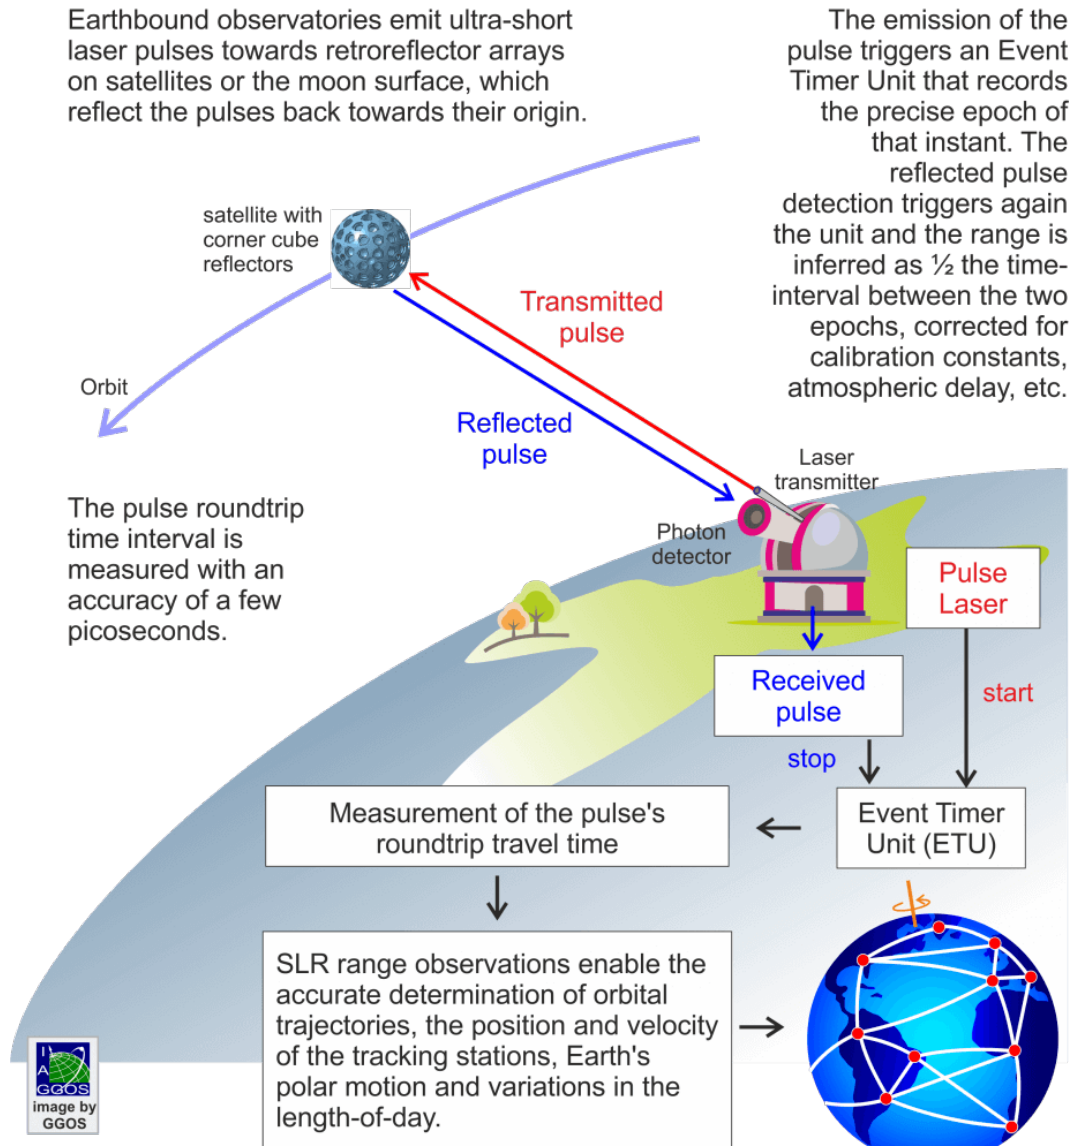 Earthbound observatories emit ultra-short
laser pulses towards retroreflector arrays
on satellites or the moon surface, which
reflect the pulses back towards their origin.
The emission of the
pulse triggers an Event
Timer Unit that records
the precise epoch of
that instant. The
reflected pulse
detection triggers again
the unit and the range is
inferred as ½ the time-
interval between the two
epochs, corrected for
calibration constants,
atmospheric delay, etc.
satellite with
corner cube
reflectors
Transmitted
pulse
Orbit
Reflected
pulse
Laser
transmitter
Photon
detector
The pulse roundtrip
time interval is
measured with an
accuracy of a few
picoseconds.
Pulse
Laser
Received
pulse
start
stop
Event Timer
Unit (ETU)
Measurement of the pulse's
roundtrip travel time
SLR range observations enable the
accurate determination of orbital
trajectories, the position and velocity
of the tracking stations, Earth's
polar motion and variations in the
length-of-day.
I
A
GGOS
image by
GGOS